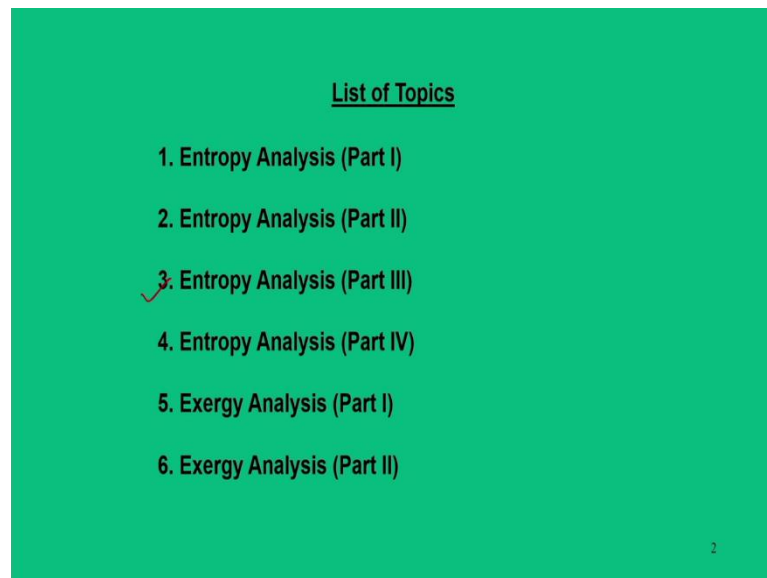 List of Topics
1. Entropy Analysis (Part I)
2. Entropy Analysis (Part II)
3. Entropy Analysis (Part III)
4. Entropy Analysis (Part IV)
5. Exergy Analysis (Part I)
6. Exergy Analysis (Part II)
2